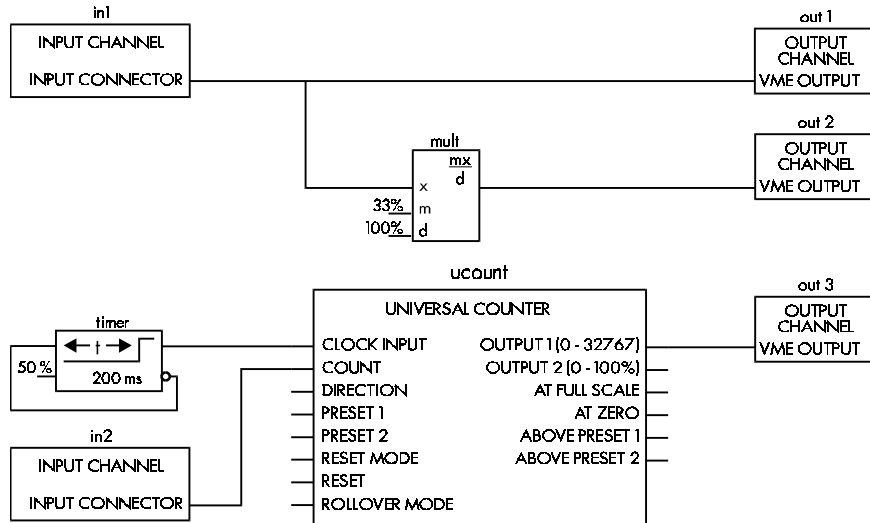 in1
INPUT CHANNEL
INPUT CONNECTOR
out 1
OUTPUT
CHANNEL
VME OUTPUT
out 2
OUTPUT
CHANNEL
VME OUTPUT
mult
mx
d
x
33% m
100% d
ucount
UNIVERSAL COUNTER
CLOCK INPUT
COUNT
DIRECTION
PRESET 1
PRESET 2
RESET MODE
RESET
ROLLOVER MODE
OUTPUT 1(0 - 32767)
OUTPUT 2 (0 -100%)
AT FULL SCALE
AT ZERO
ABOVE PRESET 1
ABOVE PRESET 2
out 3
OUTPUT
CHANNEL
VME OUTPUT
timer
t
50 %
200 ms
in2
INPUT CHANNEL
INPUT CONNECTOR